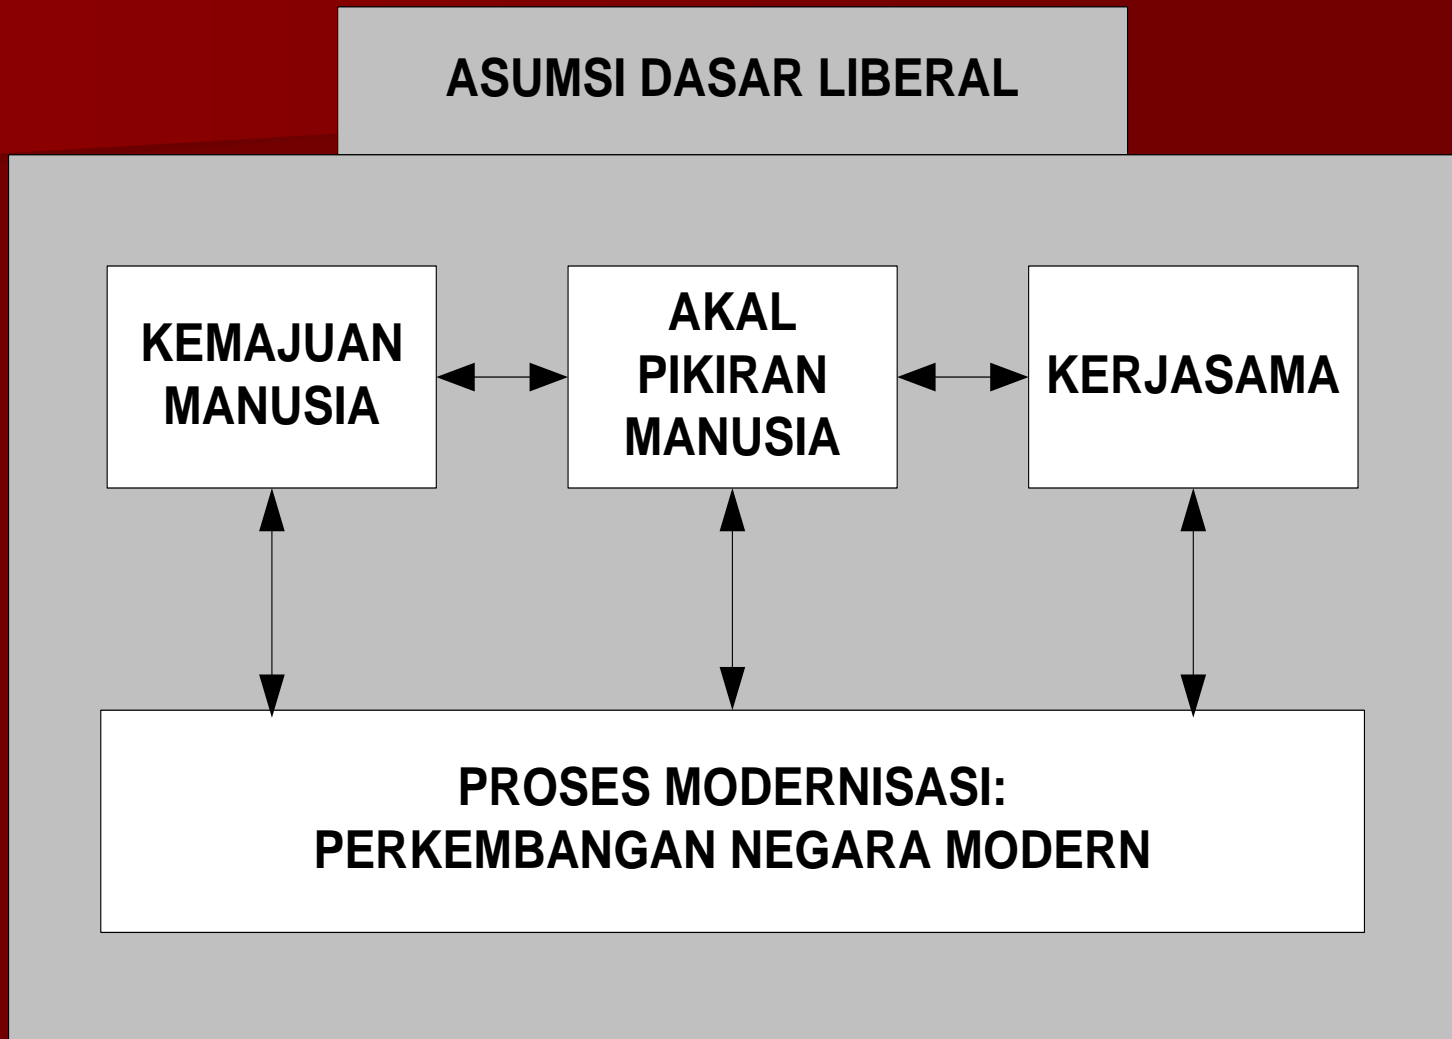 ASUMSI DASAR LIBERAL
KEMAJUAN
MANUSIA
AKAL
PIKIRAN
MANUSIA
KERJASAMA
PROSES MODERNISASI:
PERKEMBANGAN NEGARA MODERN